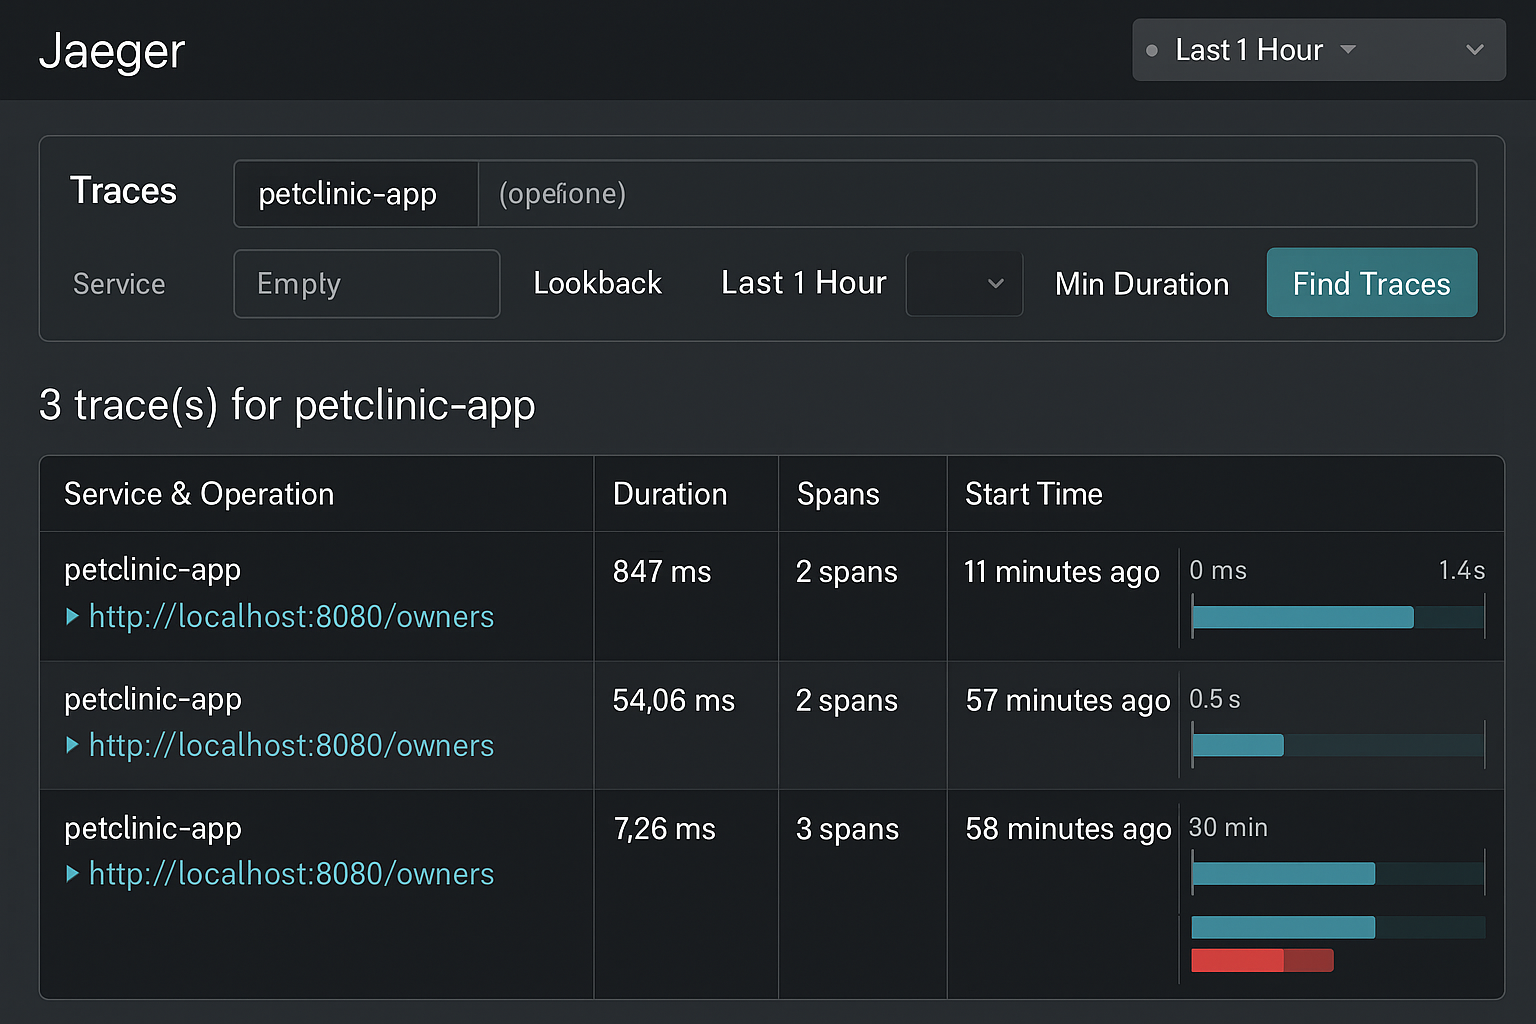 Jaeger
Last 1 Hour
Traces
petclinic-app
(opefione)
Service
Empty
Lookback
Last 1 Hour
Min Duration
Find Traces
3 trace(s) for petclinic-app
Service & Operation
Duration
Spans
Start Time
petclinic-app
847 ms
2 spans
11 minutes ago
0 ms
1.4s
http://localhost:8080/owners
petclinic-app
54,06 ms
2 spans
57 minutes ago
0.5 s
http://localhost:8080/owners
petclinic-app
7,26 ms
3 spans
58 minutes ago
30 min
http://localhost:8080/owners